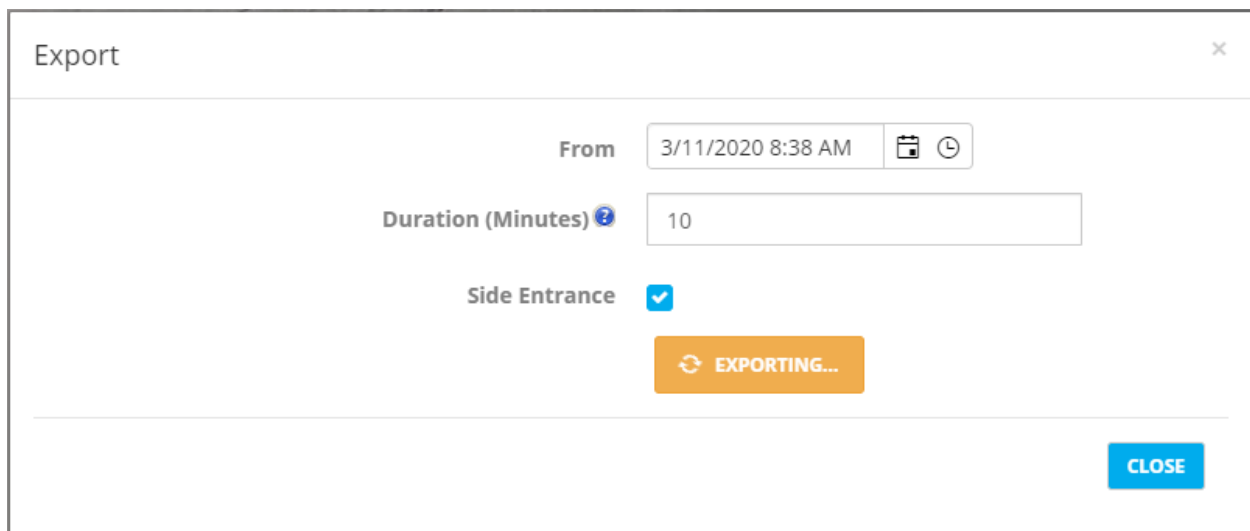 Export ×
From 3/11/2020 8:38 AM
Duration (Minutes) ? 10
Side Entrance
EXPORTING...
CLOSE